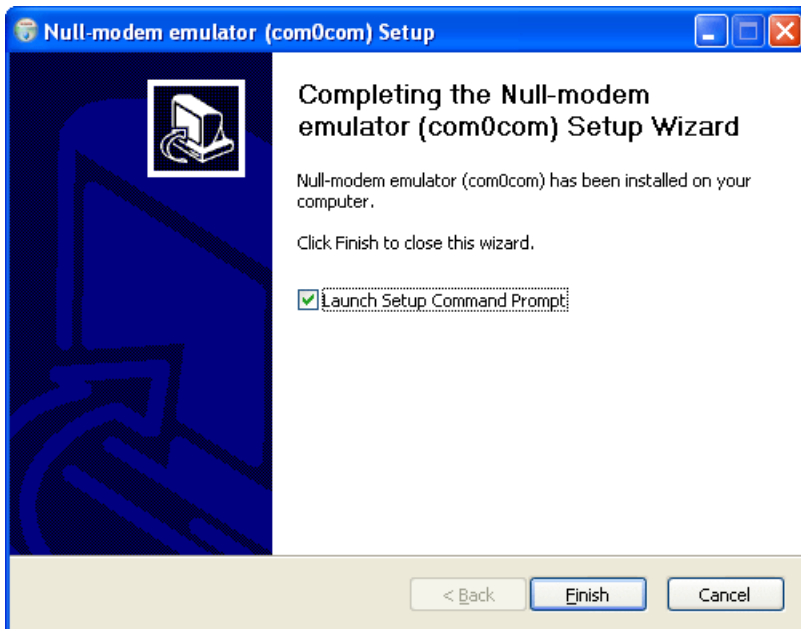 Null-modem emulator (com0com) Setup
Completing the Null-modem
emulator (com0com) Setup Wizard
Null-modem emulator (com0com) has been installed on your
computer.
Click Finish to close this wizard.
Launch Setup Command Prompt
< Back
Finish
Cancel